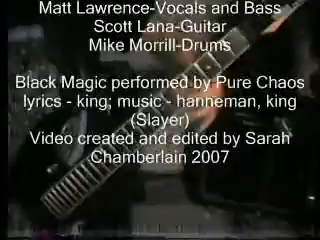 Matt Lawrence-Vocals and Bass
Scott Lana-Guitar
Mike Morrill-Drums
Black Magic performed by Pure Chaos
lyrics - king; music - hanneman, king
(Slayer)
Video created and edited by Sarah
Chamberlain 2007